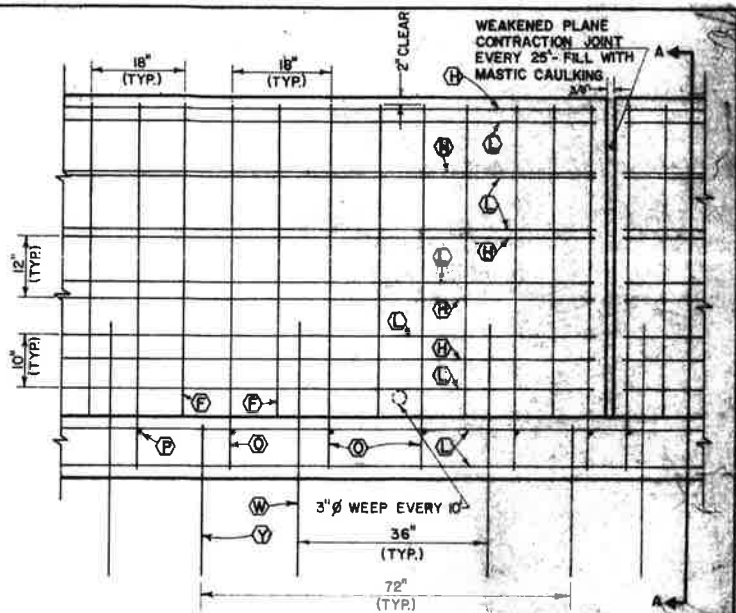 WEAKENED PLANE
CONTRACTION JOINT
EVERY 25'- FILL WITH
MASTIC CAULKING
3/8"
A
18"
(TYP.)
18"
(TYP.)
2" CLEAR
H
H
L
L
H
L
12"
(TYP.)
H
L
H
10"
(TYP.)
L
F
F
P
O
O
L
W
3"Ø WEEP EVERY 10'
Y
36"
(TYP.)
72"
(TYP.)
A